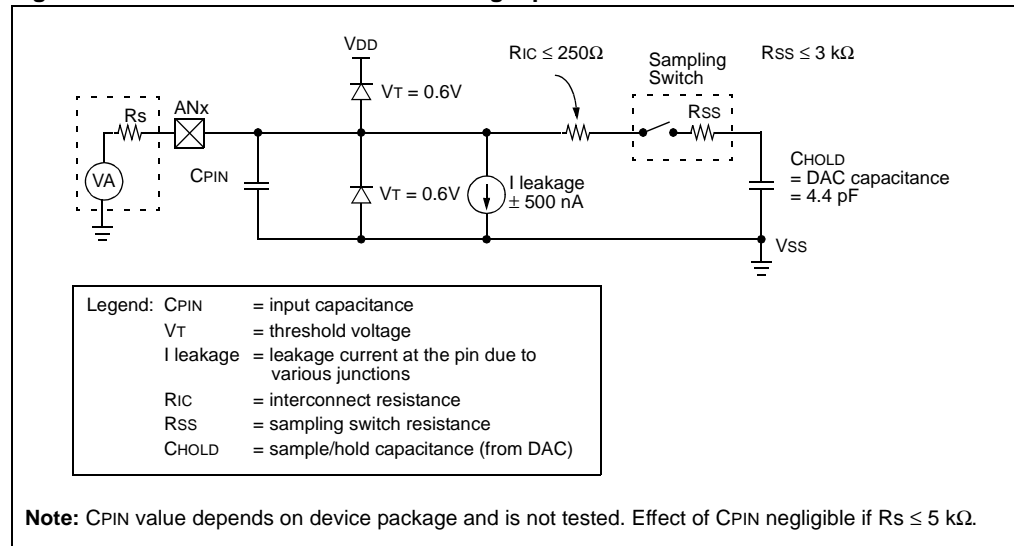 VDD
RIC ≤ 250Ω
Sampling
Switch
RSS ≤ 3 kΩ
VT = 0.6V
Rs
ANx
RSS
VA
CPIN
VT = 0.6V
I leakage
± 500 nA
CHOLD
= DAC capacitance
= 4.4 pF
VSS
Legend: CPIN = input capacitance
VT = threshold voltage
I leakage = leakage current at the pin due to
various junctions
RIC = interconnect resistance
RSS = sampling switch resistance
CHOLD = sample/hold capacitance (from DAC)
Note: CPIN value depends on device package and is not tested. Effect of CPIN negligible if Rs ≤ 5 kΩ.